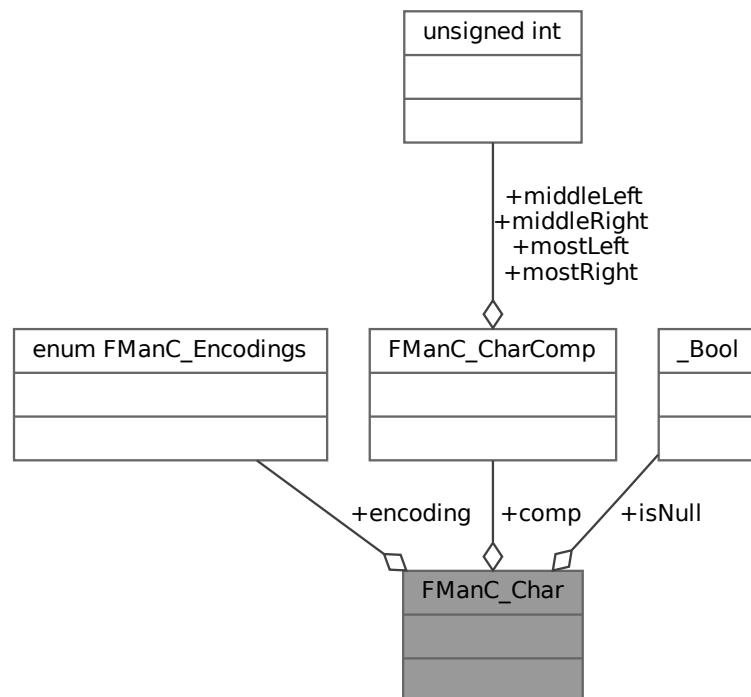 unsigned int
+middleLeft
+middleRight
+mostLeft
+mostRight
enum FManC_Encodings
FManC_CharComp
_Bool
+encoding
+comp
+isNull
FManC_Char